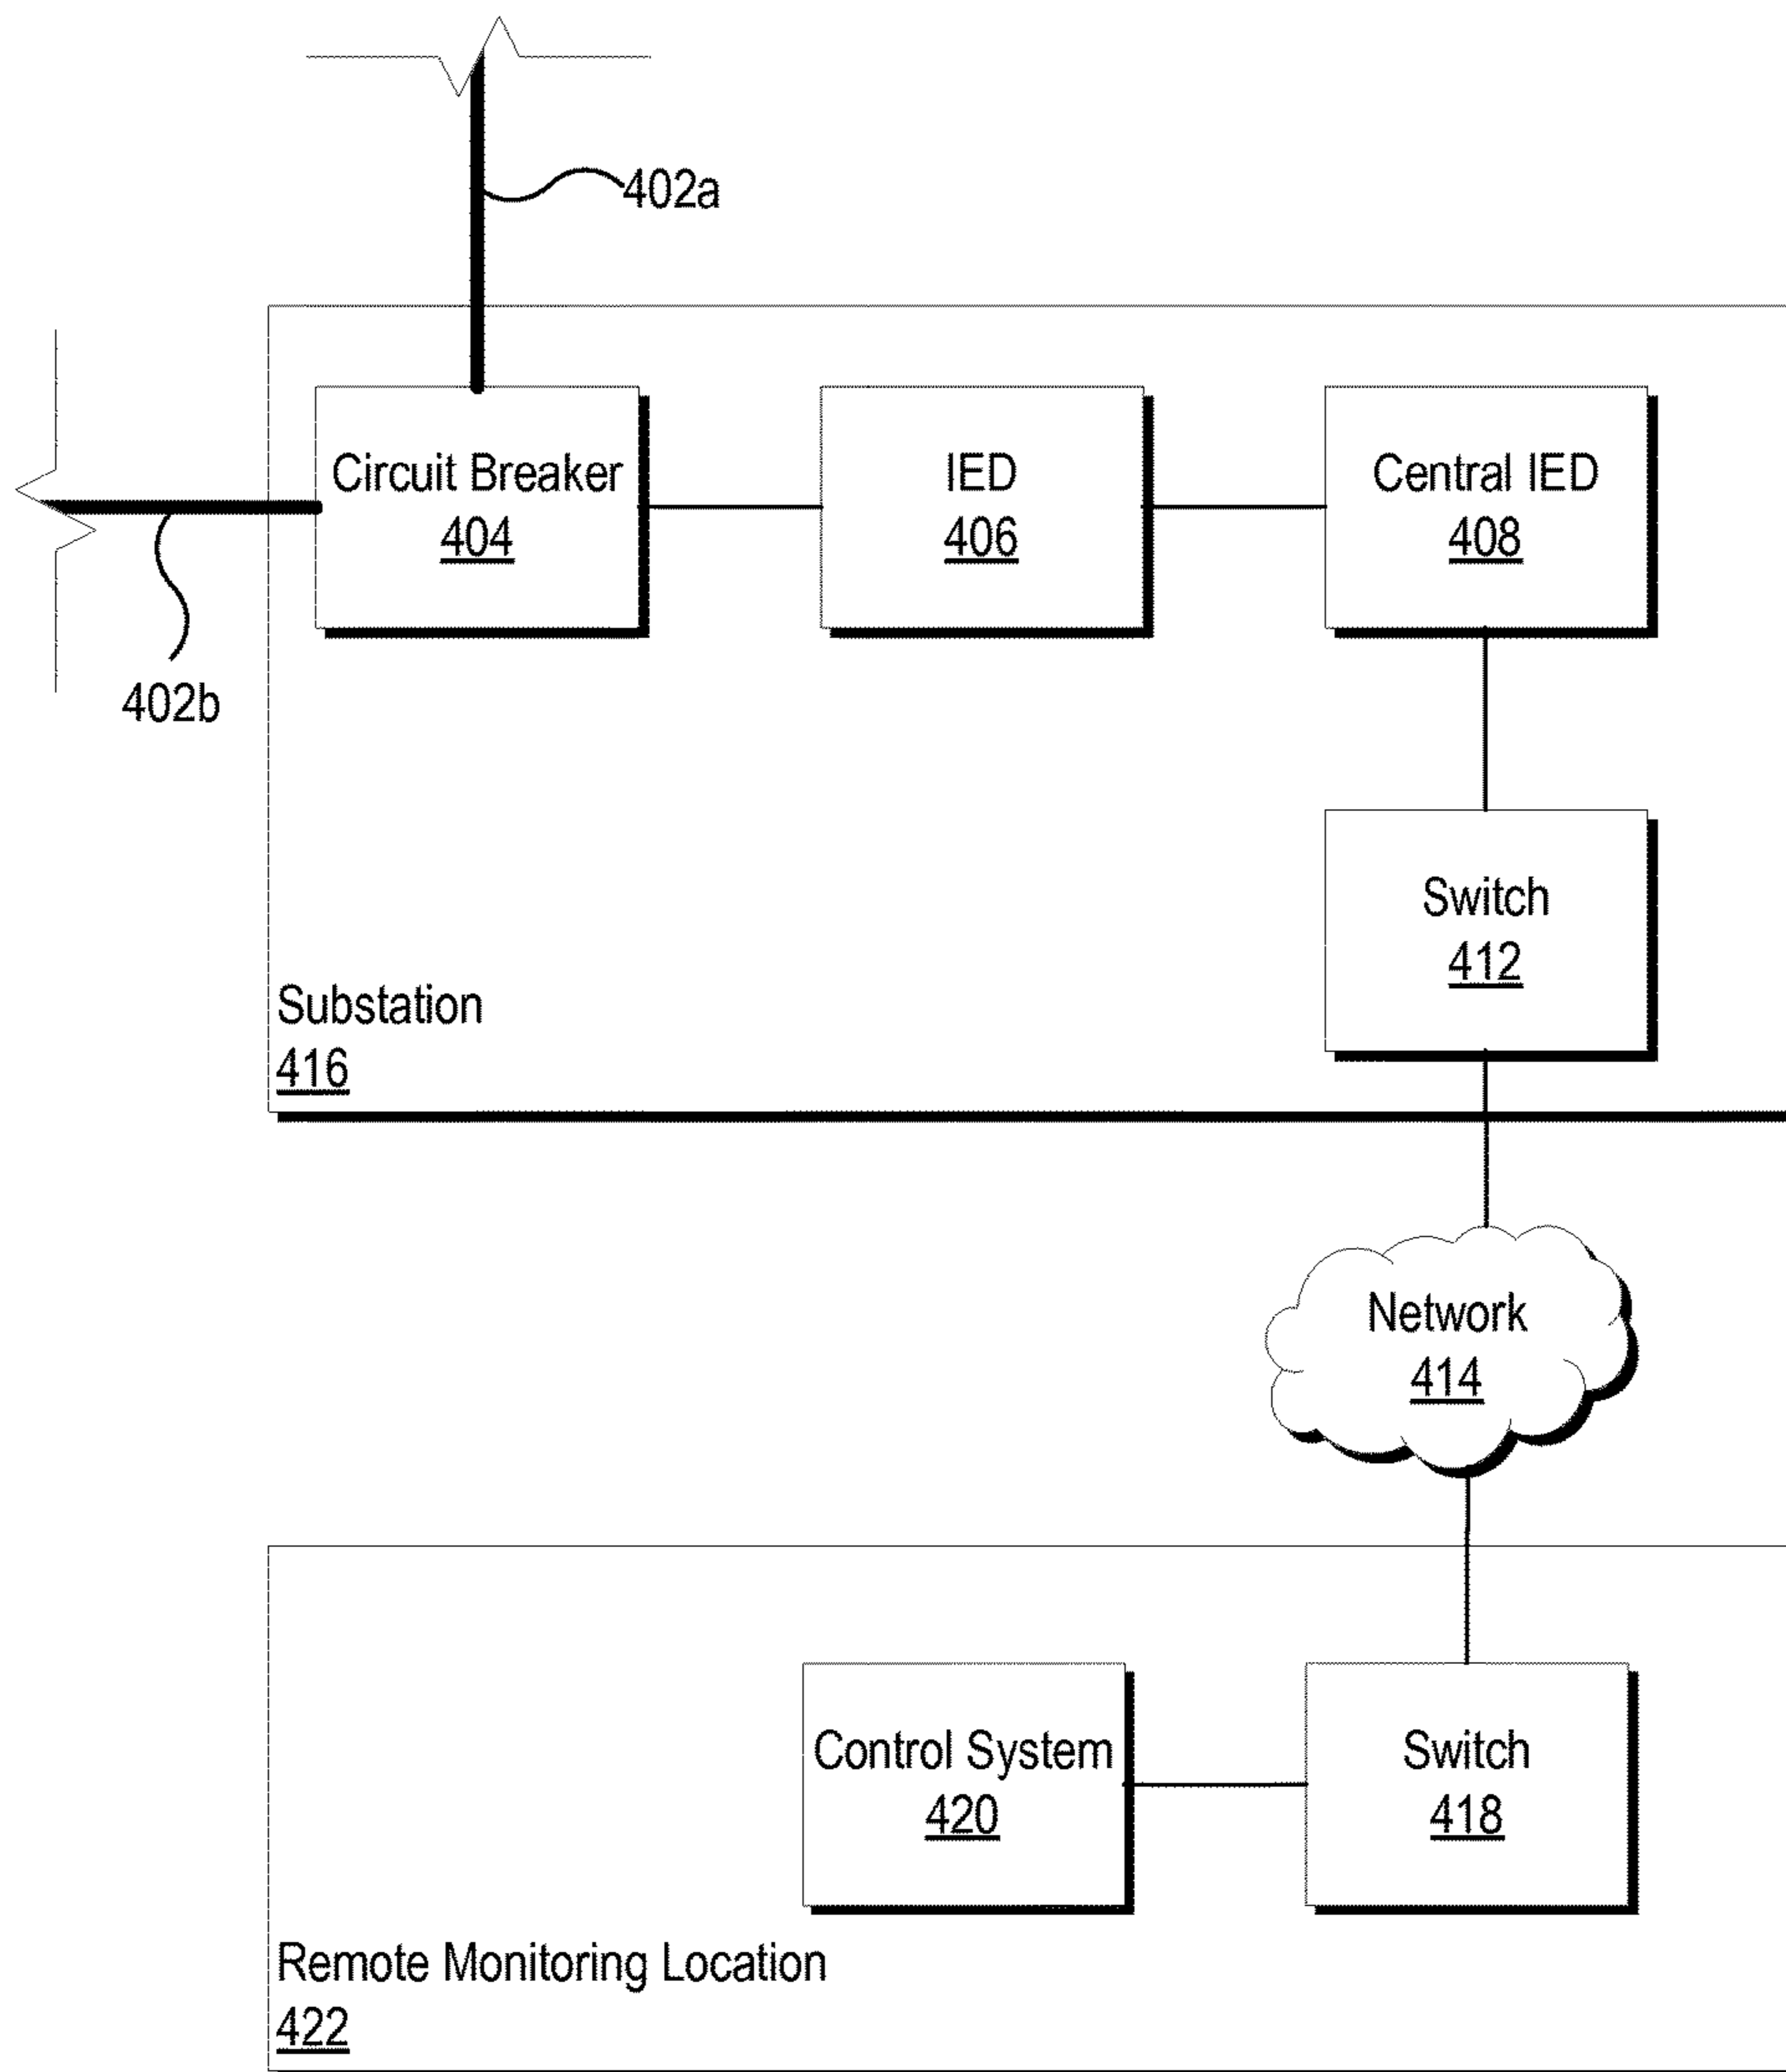 402a
402b
Circuit Breaker
404
IED
406
Central IED
408
Switch
412
Substation
416
Network
414
Control System
420
Switch
418
Remote Monitoring Location
422